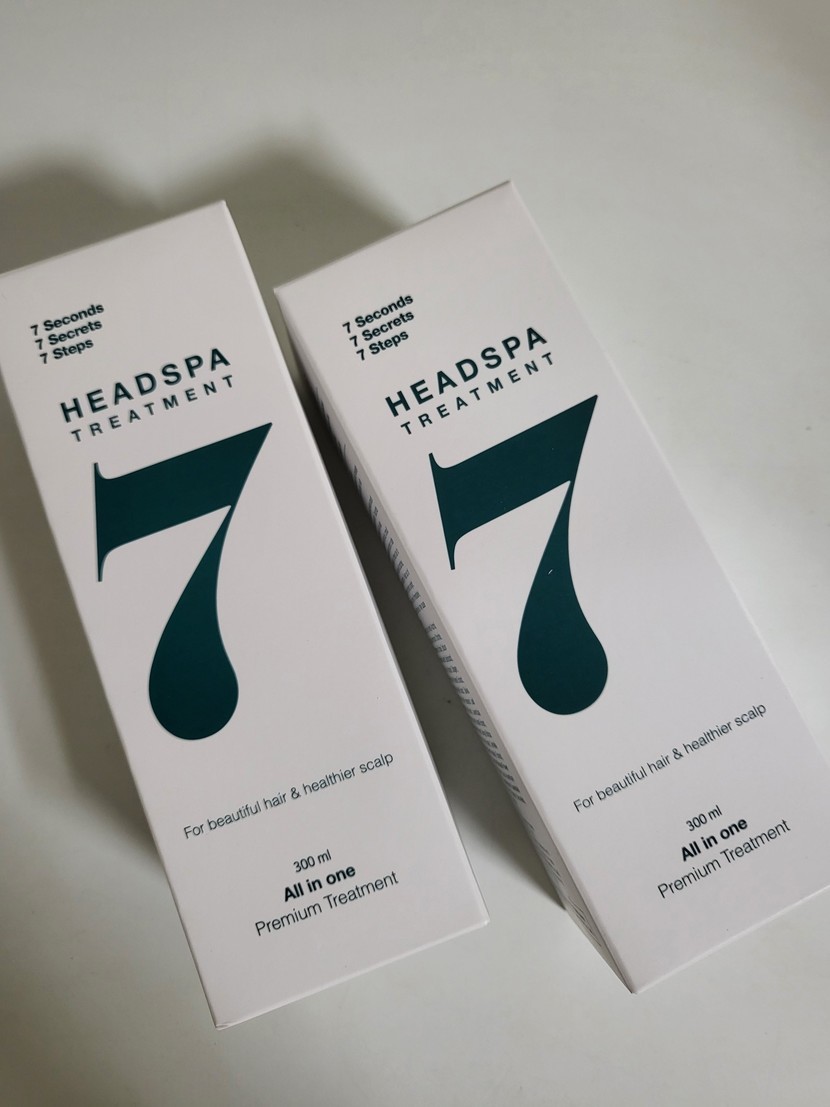 7 Seconds
7 Secrets
7 Steps
HEADSPA
TREATMENT
7
For beautiful hair & healthier scalp
300 ml
All in one
Premium Treatment
7 Seconds
7 Secrets
7 Steps
HEADSPA
TREATMENT
7
For beautiful hair & healthier scalp
300 ml
All in one
Premium Treatment